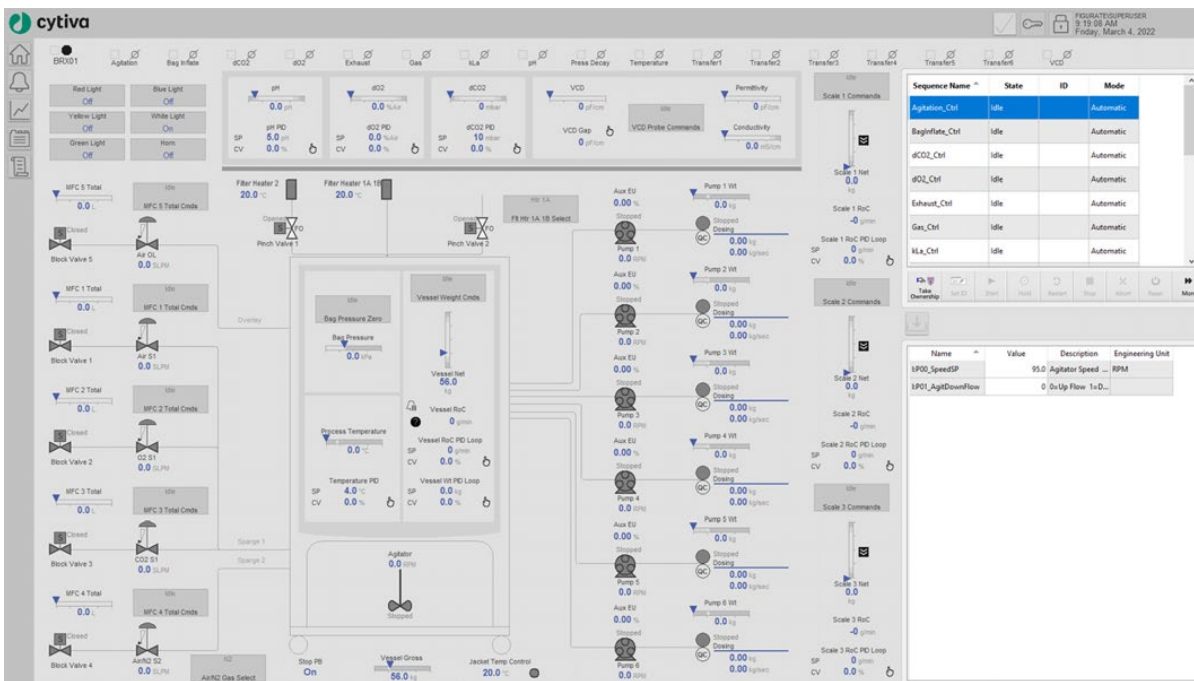 cytiva
FIGURATE\SUPERUSER
9:19:08 AM
Friday, March 4, 2022
BRX01
Agitation
Bag Inflate
dCO2
dO2
Exhaust
Gas
kLa
pH
Press Decay
Temperature
Transfer1
Transfer2
Transfer3
Transfer4
Transfer5
Transfer6
VCD
Red Light
Off
Blue Light
Off
Yellow Light
Off
White Light
On
Green Light
Off
Horn
Off
pH
0.0 pH
pH PID
SP 5.0 pH
CV 0.0 %
dO2
0.0 %Air
dO2 PID
SP 0.0 %Air
CV 0.0 %
dCO2
0.0 mbar
dCO2 PID
SP 10 mbar
CV 0.0 %
VCD
0 pF/cm
VCD Gap
0 pF/cm
Idle
VCD Probe Commands
Permittivity
0 pF/cm
Conductivity
0.0 mS/cm
Filter Heater 2
20.0 °C
Filter Heater 1A 1B
20.0 °C
Htr 1A
Flt Htr 1A 1B Select
Opened
S
FO
Pinch Valve 1
Opened
S
FO
Pinch Valve 2
MFC 5 Total
0.0 L
Idle
MFC 5 Total Cmds
S
Block Valve 5
Air OL
0.0 SLPM
MFC 1 Total
0.0 L
Idle
MFC 1 Total Cmds
Overlay
S Closed
Block Valve 1
Air S1
0.0 SLPM
MFC 2 Total
0.0 L
Idle
MFC 2 Total Cmds
S Closed
Block Valve 2
O2 S1
0.0 SLPM
MFC 3 Total
0.0 L
Idle
MFC 3 Total Cmds
S Closed
Block Valve 3
CO2 S1
0.0 SLPM
Sparge 1
Sparge 2
MFC 4 Total
0.0 L
Idle
MFC 4 Total Cmds
S Closed
Block Valve 4
Air/N2 S2
0.0 SLPM
N2
Air/N2 Gas Select
Idle
Bag Pressure Zero
Bag Pressure
0.0 kPa
Process Temperature
0.0 °C
Temperature PID
SP 4.0 °C
CV 0.0 %
Idle
Vessel Weight Cmds
Vessel Net
56.0
kg
Vessel RoC
0 g/min
Vessel RoC PID Loop
SP 0 g/min
CV 0.0 %
Vessel Wt PID Loop
SP 0.0 kg
CV 0.0 %
Agitator
0.0 RPM
Stopped
Stop PB
On
Vessel Gross
56.0 kg
Jacket Temp Control
20.0 °C
Aux EU
0.00 %
Stopped
Pump 1
0.0 RPM
Pump 1 Wt
0.0 kg
Stopped
Dosing
QC
0.00 kg
0.00 kg/sec
Aux EU
0.00 %
Stopped
Pump 2
0.0 RPM
Pump 2 Wt
0.0 kg
Stopped
Dosing
QC
0.00 kg
0.00 kg/sec
Aux EU
0.00 %
Stopped
Pump 3
0.0 RPM
Pump 3 Wt
0.0 kg
Stopped
Dosing
QC
0.00 kg
0.00 kg/sec
Aux EU
0.00 %
Stopped
Pump 4
0.0 RPM
Pump 4 Wt
0.0 kg
Stopped
Dosing
QC
0.00 kg
0.00 kg/sec
Aux EU
0.00 %
Stopped
Pump 5
0.0 RPM
Pump 5 Wt
0.0 kg
Stopped
Dosing
QC
0.00 kg
0.00 kg/sec
Aux EU
0.00 %
Stopped
Pump 6
0.0 RPM
Pump 6 Wt
0.0 kg
Stopped
Dosing
QC
0.00 kg
0.00 kg/sec
Idle
Scale 1 Commands
Scale 1 Net
0.0
kg
Scale 1 RoC
-0 g/min
Scale 1 RoC PID Loop
SP 0 g/min
CV 0.0 %
Idle
Scale 2 Commands
Scale 2 Net
0.0
kg
Scale 2 RoC
-0 g/min
Scale 2 RoC PID Loop
SP 0 g/min
CV 0.0 %
Idle
Scale 3 Commands
Scale 3 Net
0.0
kg
Scale 3 RoC
-0 g/min
Scale 3 RoC PID Loop
SP 0 g/min
CV 0.0 %
Sequence Name State ID Mode
Agitation_Ctrl Idle Automatic
BagInflate_Ctrl Idle Automatic
dCO2_Ctrl Idle Automatic
dO2_Ctrl Idle Automatic
Exhaust_Ctrl Idle Automatic
Gas_Ctrl Idle Automatic
kLa_Ctrl Idle Automatic
Take Ownership
Set ID
Start
Hold
Restart
Stop
Abort
Reset
More
Name Value Description Engineering Unit
I:P00_SpeedSP 95.0 Agitator Speed ... RPM
I:P01_AgitDownFlow 0 0=Up Flow 1=D...